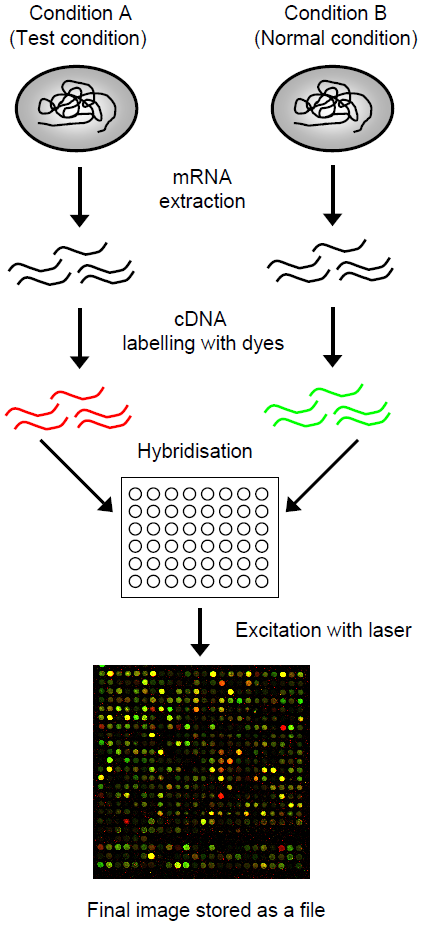 Condition A
(Test condition)
Condition B
(Normal condition)
mRNA
extraction
cDNA
labelling with dyes
Hybridisation
Excitation with laser
Final image stored as a file